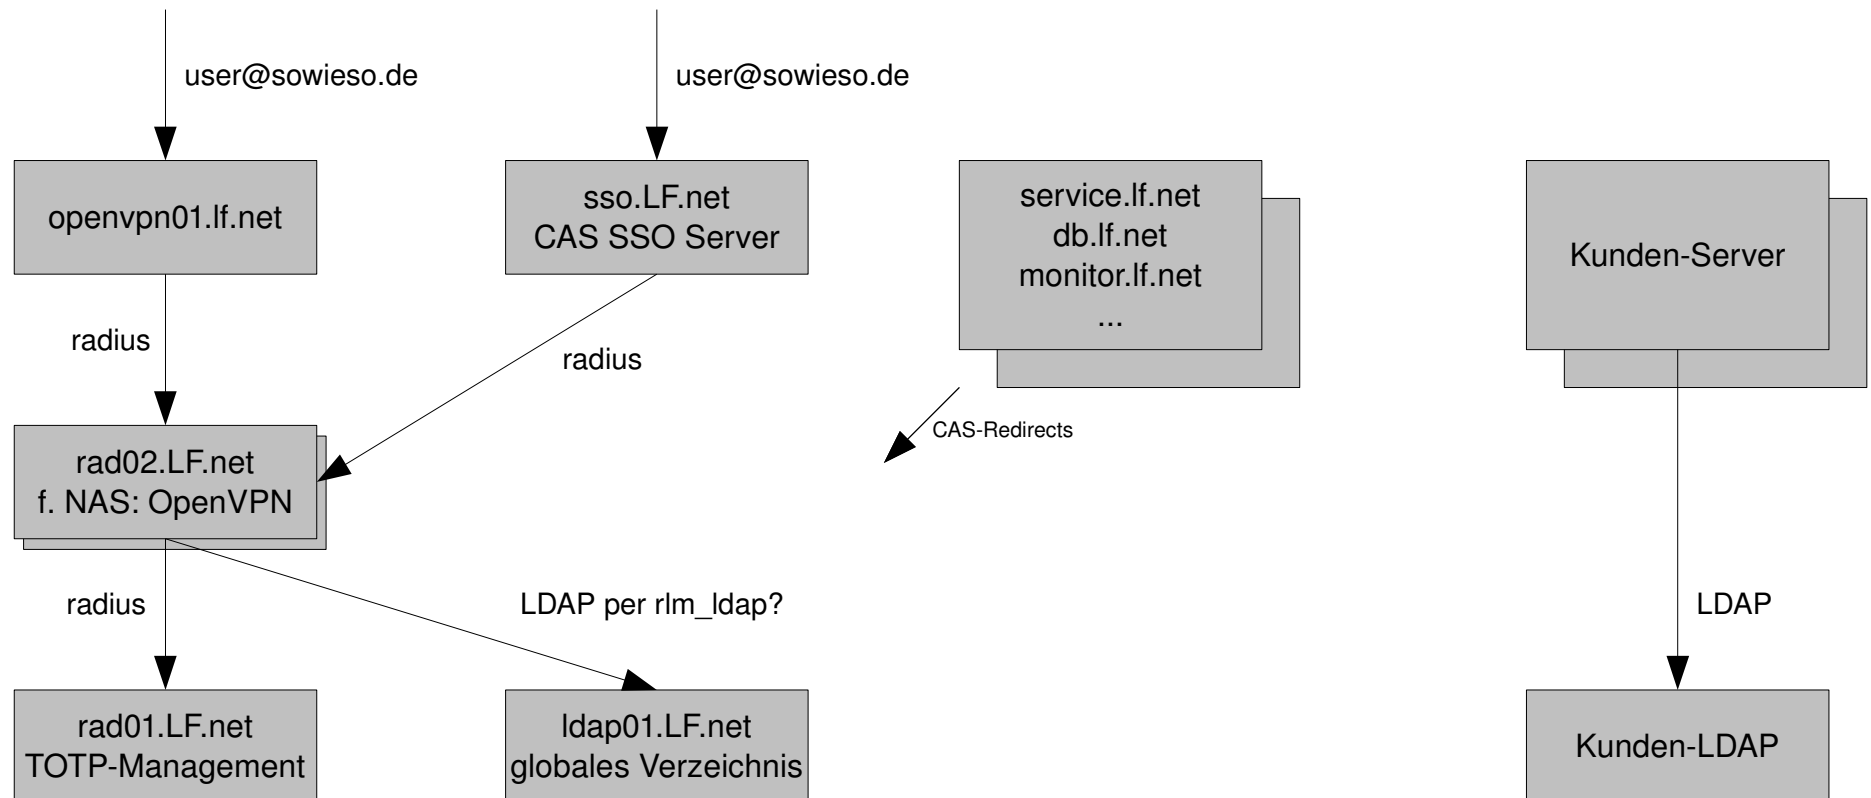 user@sowieso.de
user@sowieso.de
openvpn01.lf.net
sso.LF.net
CAS SSO Server
service.lf.net
db.lf.net
monitor.lf.net
...
Kunden-Server
radius
radius
CAS-Redirects
rad02.LF.net
f. NAS: OpenVPN
radius
LDAP per rlm_ldap?
LDAP
rad01.LF.net
TOTP-Management
ldap01.LF.net
globales Verzeichnis
Kunden-LDAP